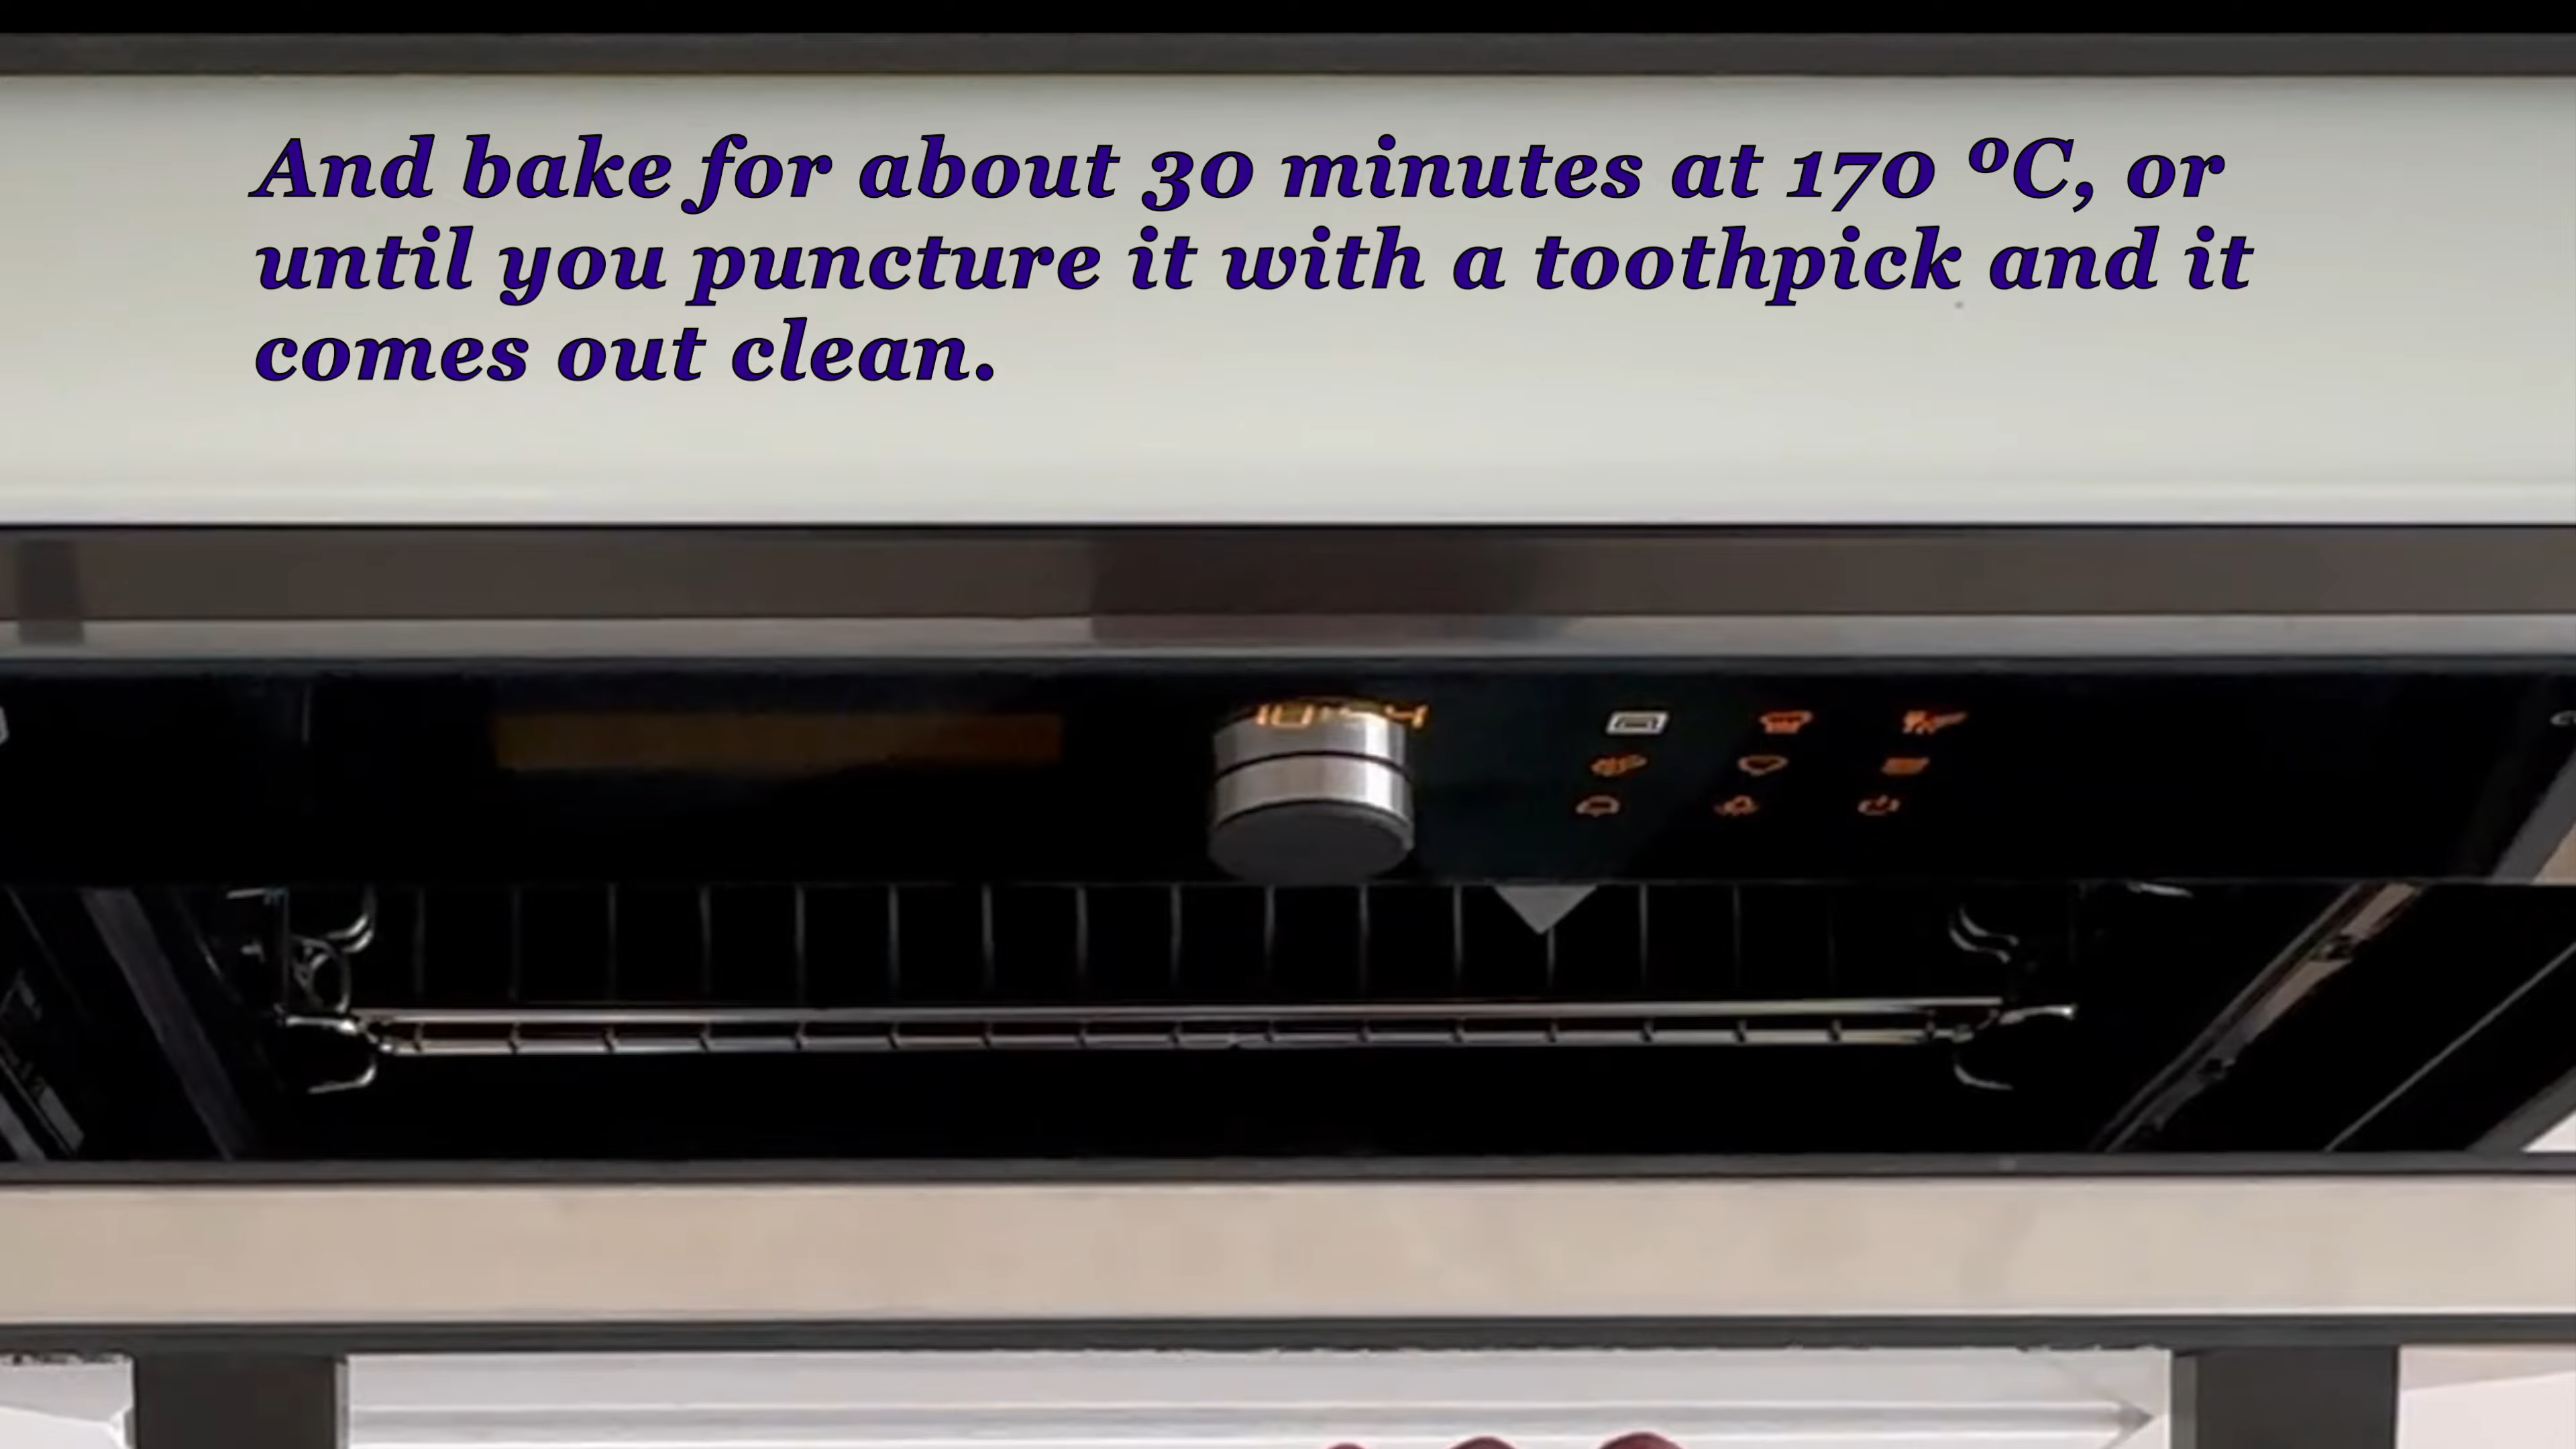 And bake for about 30 minutes at 170 ºC, or
until you puncture it with a toothpick and it
comes out clean.